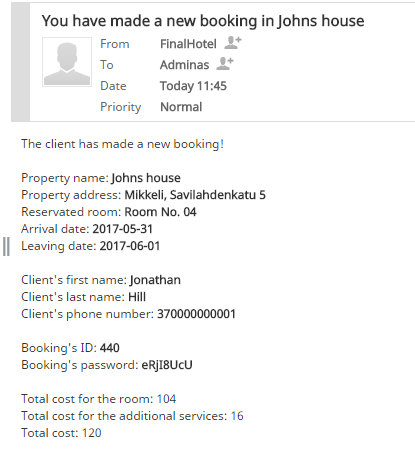 You have made a new booking in Johns house
From FinalHotel
To Adminas
Date Today 11:45
Priority Normal
The client has made a new booking!
Property name: Johns house
Property address: Mikkeli, Savilahdenkatu 5
Reservated room: Room No. 04
Arrival date: 2017-05-31
Leaving date: 2017-06-01
Client's first name: Jonathan
Client's last name: Hill
Client's phone number: 370000000001
Booking's ID: 440
Booking's password: eRjI8UcU
Total cost for the room: 104
Total cost for the additional services: 16
Total cost: 120